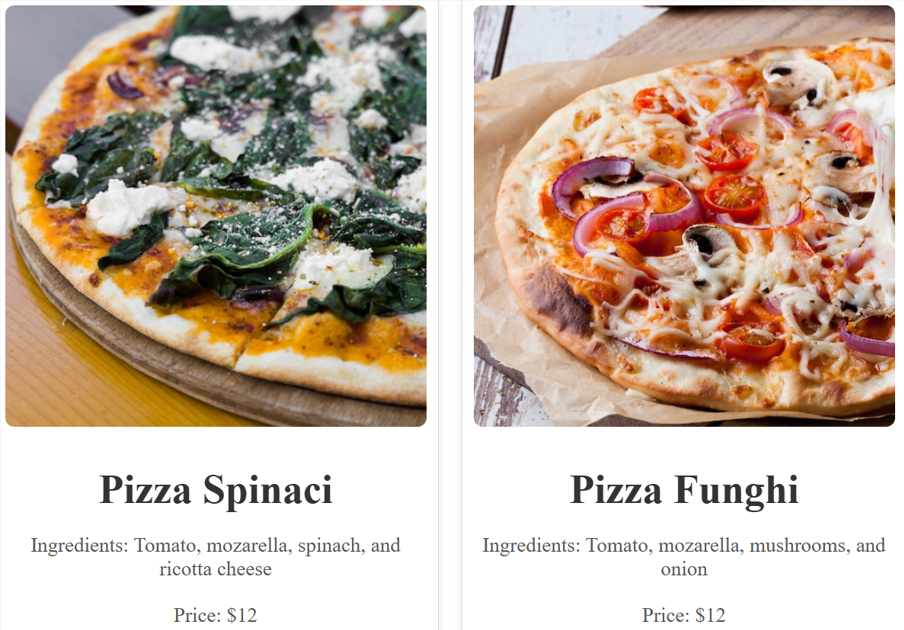 Pizza Spinaci
Ingredients: Tomato, mozarella, spinach, and
ricotta cheese
Price: $12
Pizza Funghi
Ingredients: Tomato, mozarella, mushrooms, and
onion
Price: $12